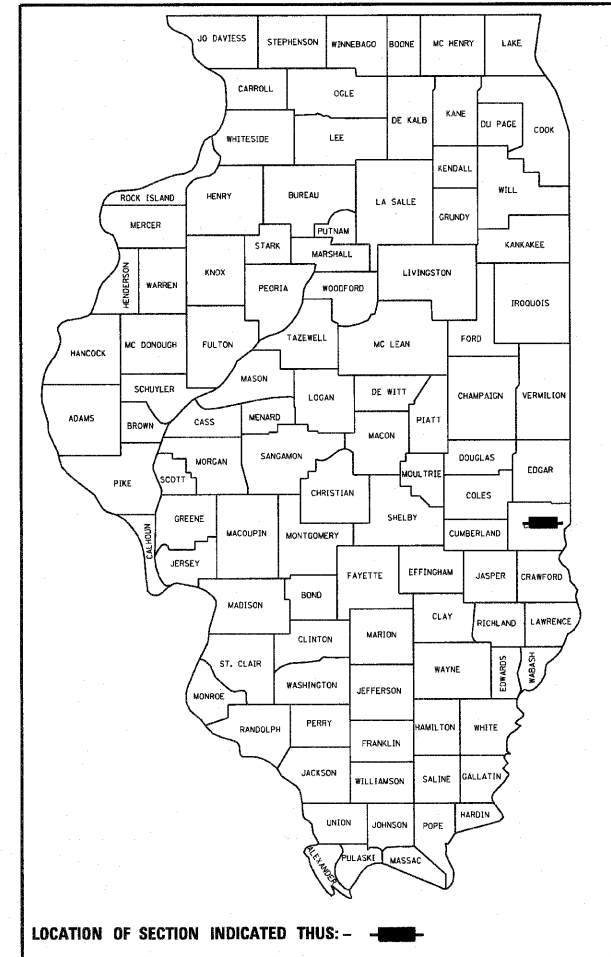 JO DAVIESS STEPHENSON WINNEBAGO BOONE MC HENRY LAKE
CARROLL OGLE
DE KALB KANE DU PAGE COOK
WHITESIDE LEE
KENDALL WILL
ROCK ISLAND HENRY BUREAU LA SALLE
MERCER PUTNAM GRUNDY
STARK MARSHALL KANKAKEE
HENDERSON WARREN KNOX PEORIA WOODFORD LIVINGSTON
IROQUOIS
HANCOCK MC DONOUGH FULTON TAZEWELL MC LEAN FORD
MASON
SCHUYLER LOGAN DE WITT CHAMPAIGN VERMILION
ADAMS BROWN CASS MENARD MACON PIATT
MORGAN SANGAMON DOUGLAS
PIKE SCOTT MOULTRIE EDGAR
CHRISTIAN COLES
GREENE SHELBY
CALHOUN MACOUPIN MONTGOMERY CUMBERLAND
JERSEY FAYETTE EFFINGHAM JASPER CRAWFORD
MADISON BOND
CLAY RICHLAND LAWRENCE
CLINTON MARION
ST. CLAIR WAYNE EDWARDS WABASH
WASHINGTON JEFFERSON
MONROE
RANDOLPH PERRY HAMILTON WHITE
FRANKLIN
JACKSON WILLIAMSON SALINE GALLATIN
HARDIN
UNION JOHNSON POPE
ALEXANDER PULASKI MASSAC
LOCATION OF SECTION INDICATED THUS: -